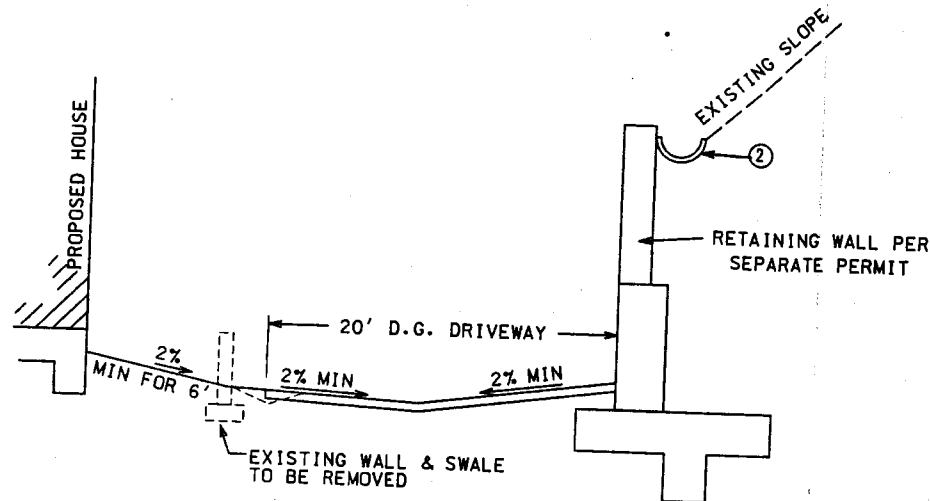 EXISTING SLOPE
PROPOSED HOUSE
2
RETAINING WALL PER
SEPARATE PERMIT
20' D.G. DRIVEWAY
2%
MIN FOR 6'
2% MIN
2% MIN
EXISTING WALL & SWALE
TO BE REMOVED